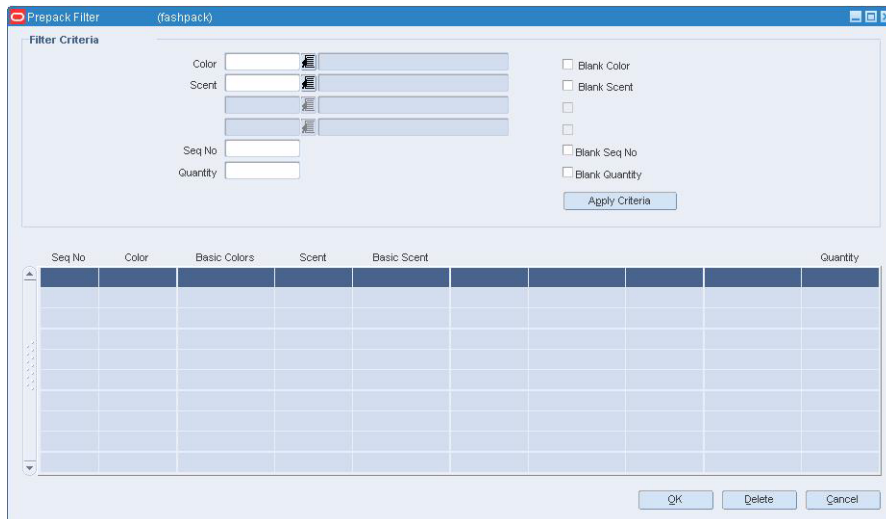 Prepack Filter (fashpack)
Filter Criteria
Color Blank Color
Scent Blank Scent
Seq No Blank Seq No
Quantity Blank Quantity
Apply Criteria
Seq No Color Basic Colors Scent Basic Scent Quantity
OK Delete Cancel